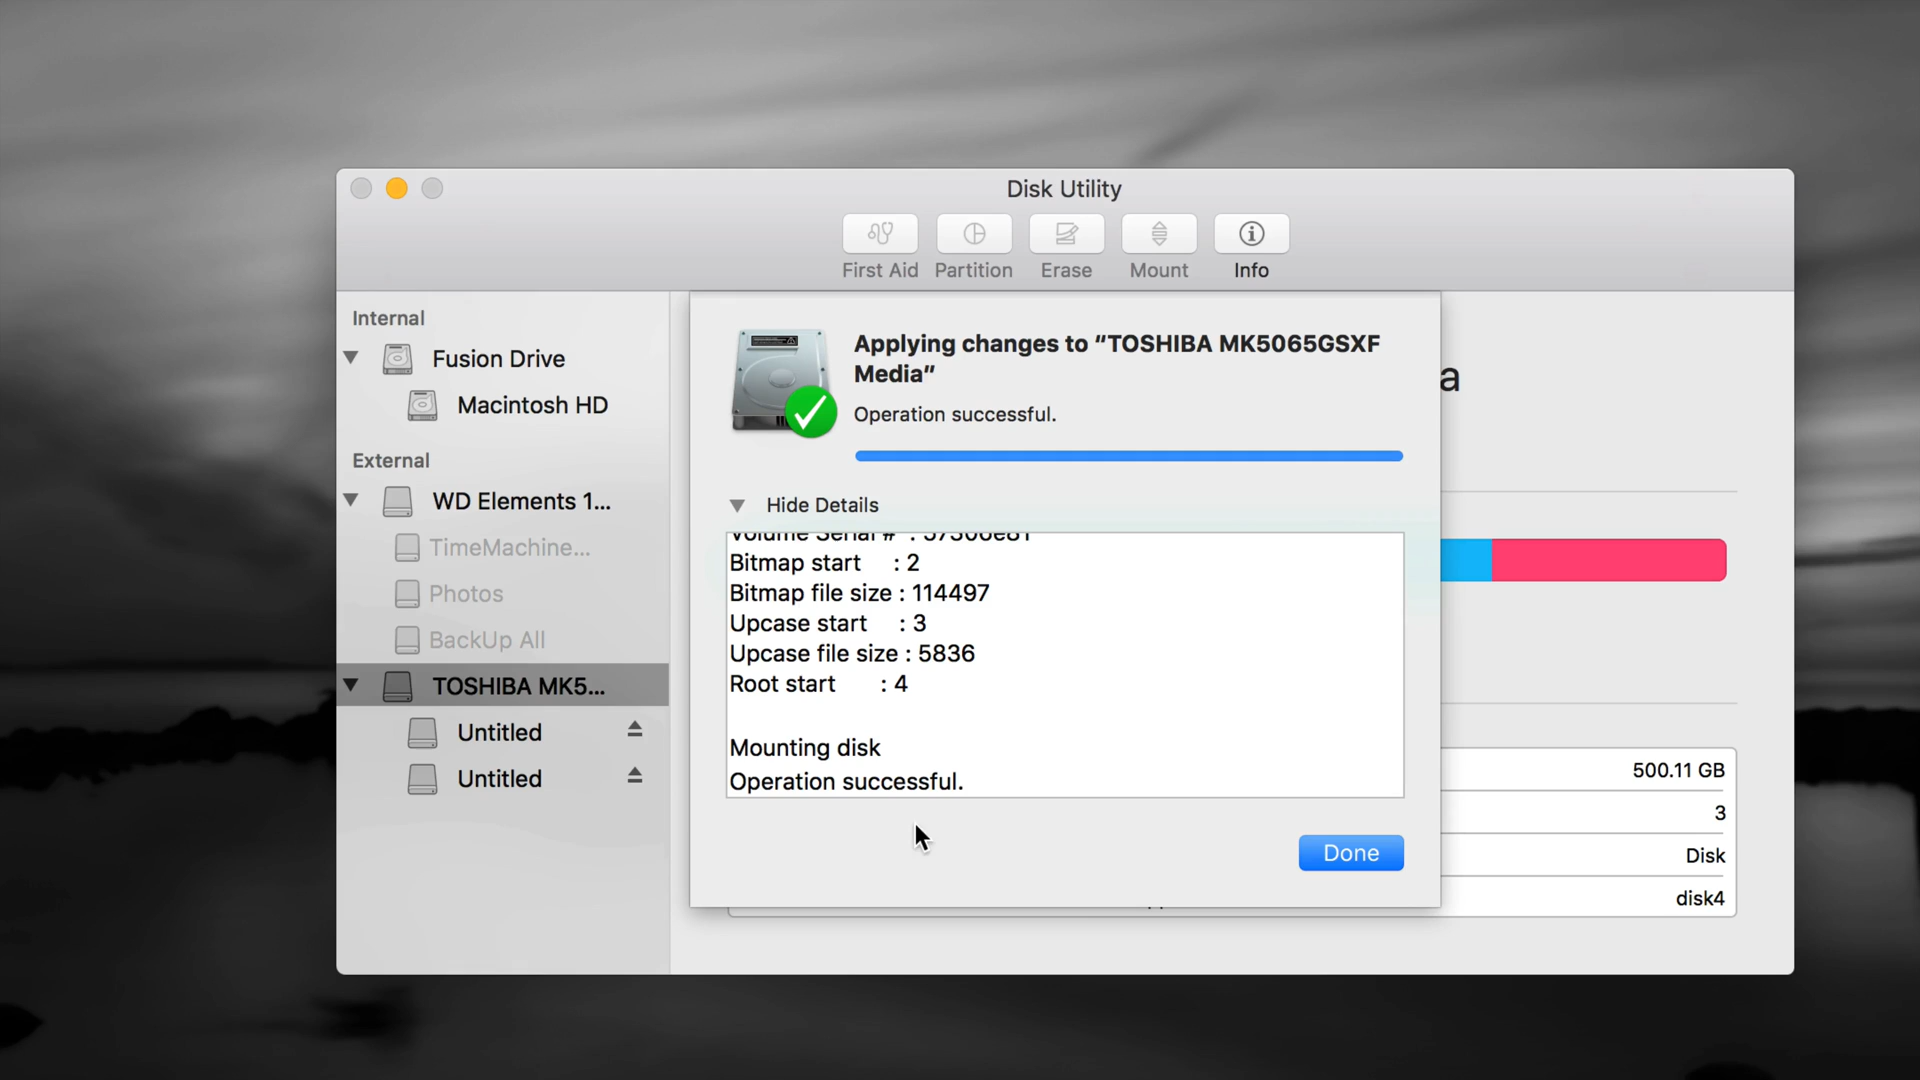 Disk Utility
First Aid
Partition
Erase
Mount
Info
Internal
Fusion Drive
Macintosh HD
External
WD Elements 1...
TimeMachine...
Photos
BackUp All
TOSHIBA MK5...
Untitled
Untitled
Applying changes to “TOSHIBA MK5065GSXF
Media”
Operation successful.
Hide Details
Volume Serial # : 57306e81
Bitmap start : 2
Bitmap file size : 114497
Upcase start : 3
Upcase file size : 5836
Root start : 4
Mounting disk
Operation successful.
Done
a
500.11 GB
3
Disk
disk4